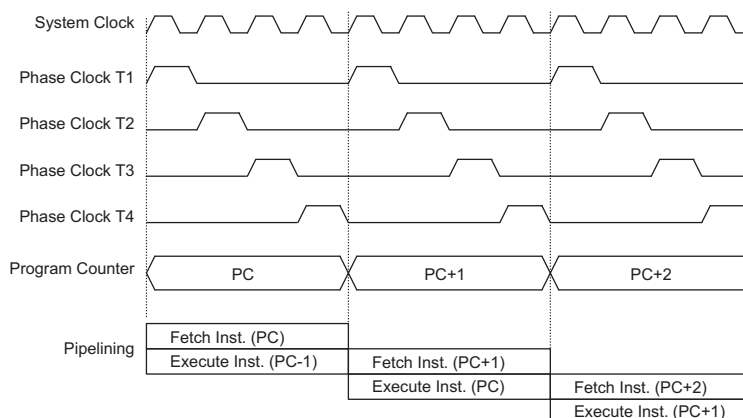 System Clock
Phase Clock T1
Phase Clock T2
Phase Clock T3
Phase Clock T4
Program Counter
PC
PC+1
PC+2
Pipelining
Fetch Inst. (PC)
Execute Inst. (PC-1)
Fetch Inst. (PC+1)
Execute Inst. (PC)
Fetch Inst. (PC+2)
Execute Inst. (PC+1)